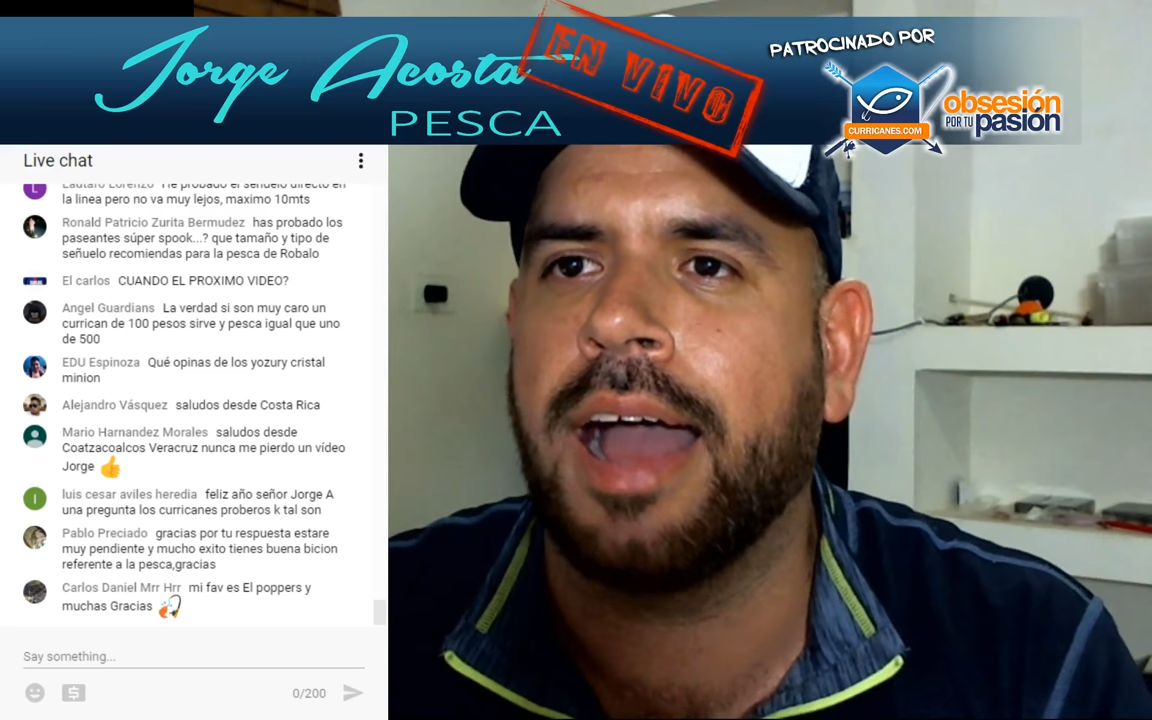 Jorge Acosta
PESCA
EN VIVO
PATROCINADO POR
CURRICANES.COM
obsesión
POR TU pasión
Live chat
Lautaro Lorenzo He probado el señuelo directo en
la linea pero no va muy lejos, maximo 10mts
Ronald Patricio Zurita Bermudez has probado los
paseantes súper spook...? que tamaño y tipo de
señuelo recomiendas para la pesca de Robalo
El carlos CUANDO EL PROXIMO VIDEO?
Angel Guardians La verdad si son muy caro un
currican de 100 pesos sirve y pesca igual que uno
de 500
EDU Espinoza Qué opinas de los yozury cristal
minion
Alejandro Vásquez saludos desde Costa Rica
Mario Harnandez Morales saludos desde
Coatzacoalcos Veracruz nunca me pierdo un vídeo
Jorge 👍
luis cesar aviles heredia feliz año señor Jorge A
una pregunta los curricanes proberos k tal son
Pablo Preciado gracias por tu respuesta estare
muy pendiente y mucho exito tienes buena bicion
referente a la pesca,gracias
Carlos Daniel Mrr Hrr mi fav es El poppers y
muchas Gracias 🎣
Say something...
0/200